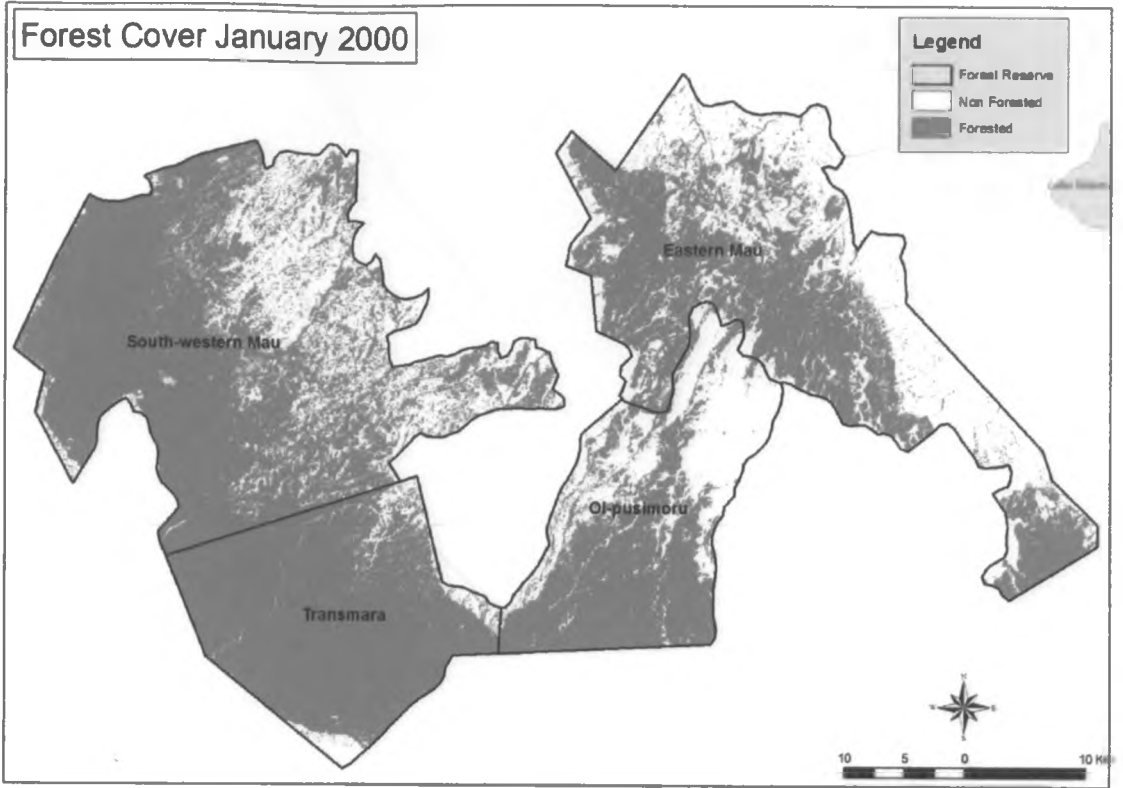 Forest Cover January 2000
Legend
Forest Reserve
Non Forested
Forested
Eastern Mau
South-western Mau
Ol-pusimoru
Transmara
N
W
E
S
10 5 0 10 Km